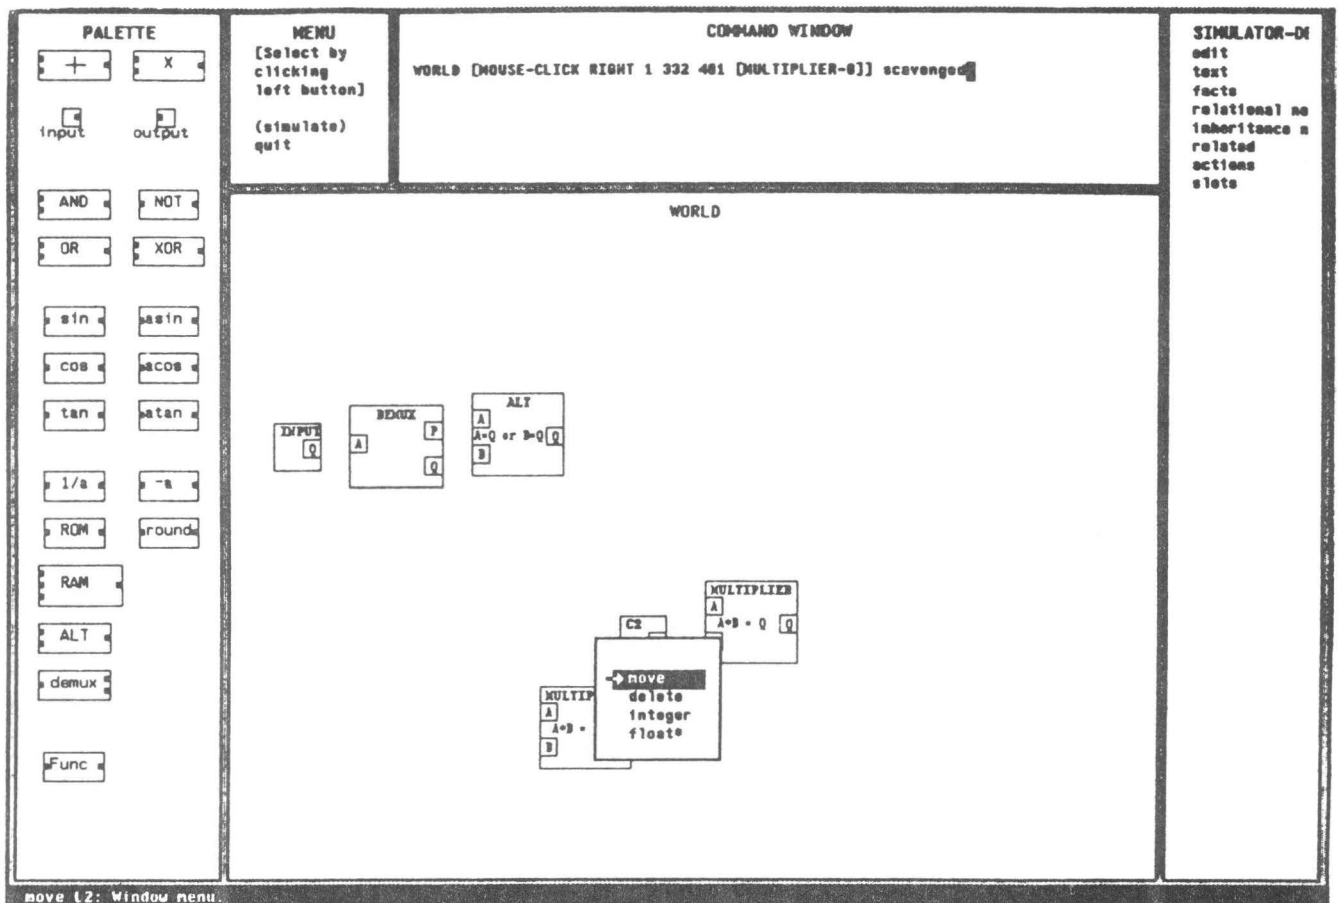 PALETTE
+ X
input output
AND NOT
OR XOR
sin asin
cos acos
tan atan
1/a -a
ROM round
RAM
ALT
demux
Func
MENU
[Select by
clicking
left button]
(simulate)
quit
COMMAND WINDOW
WORLD [MOUSE-CLICK RIGHT 1 332 461 [MULTIPLIER-8]] scavenged
SIMULATOR-DE
edit
text
facts
relational ne
inheritance n
related
actions
slots
WORLD
INPUT
Q
DEMUX
A
P
Q
ALT
A
A=Q or B=Q Q
B
MULTIPLIER
A
A*B = Q Q
C2
MULTIP
A
A*B =
B
move
delete
integer
float*
move C2: Window menu.